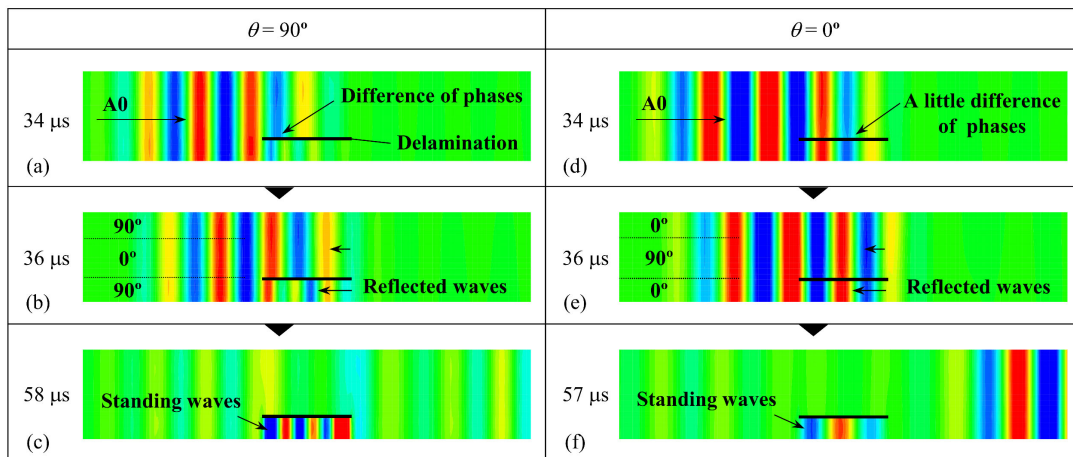 θ = 90º
θ = 0º
34 μs
A0
Difference of phases
Delamination
(a)
34 μs
A0
A little difference
of phases
(d)
36 μs
90º
0º
90º
Reflected waves
(b)
36 μs
0º
90º
0º
Reflected waves
(e)
58 μs
Standing waves
(c)
57 μs
Standing waves
(f)